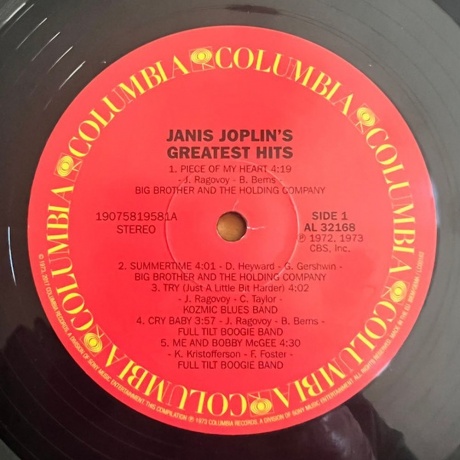 COLUMBIA COLUMBIA COLUMBIA COLUMBIA COLUMBIA COLUMBIA
JANIS JOPLIN'S
GREATEST HITS
1. PIECE OF MY HEART 4:19
- J. Ragovoy - B. Berns -
BIG BROTHER AND THE HOLDING COMPANY
19075819581A
STEREO
SIDE 1
AL 32168
℗ 1972, 1973
CBS, Inc.
2. SUMMERTIME 4:01 - D. Heyward - G. Gershwin -
BIG BROTHER AND THE HOLDING COMPANY
3. TRY (Just A Little Bit Harder) 4:02
- J. Ragovoy - C. Taylor -
KOZMIC BLUES BAND
4. CRY BABY 3:57 - J. Ragovoy - B. Berns -
FULL TILT BOOGIE BAND
5. ME AND BOBBY McGEE 4:30
- K. Kristofferson - F. Foster -
FULL TILT BOOGIE BAND